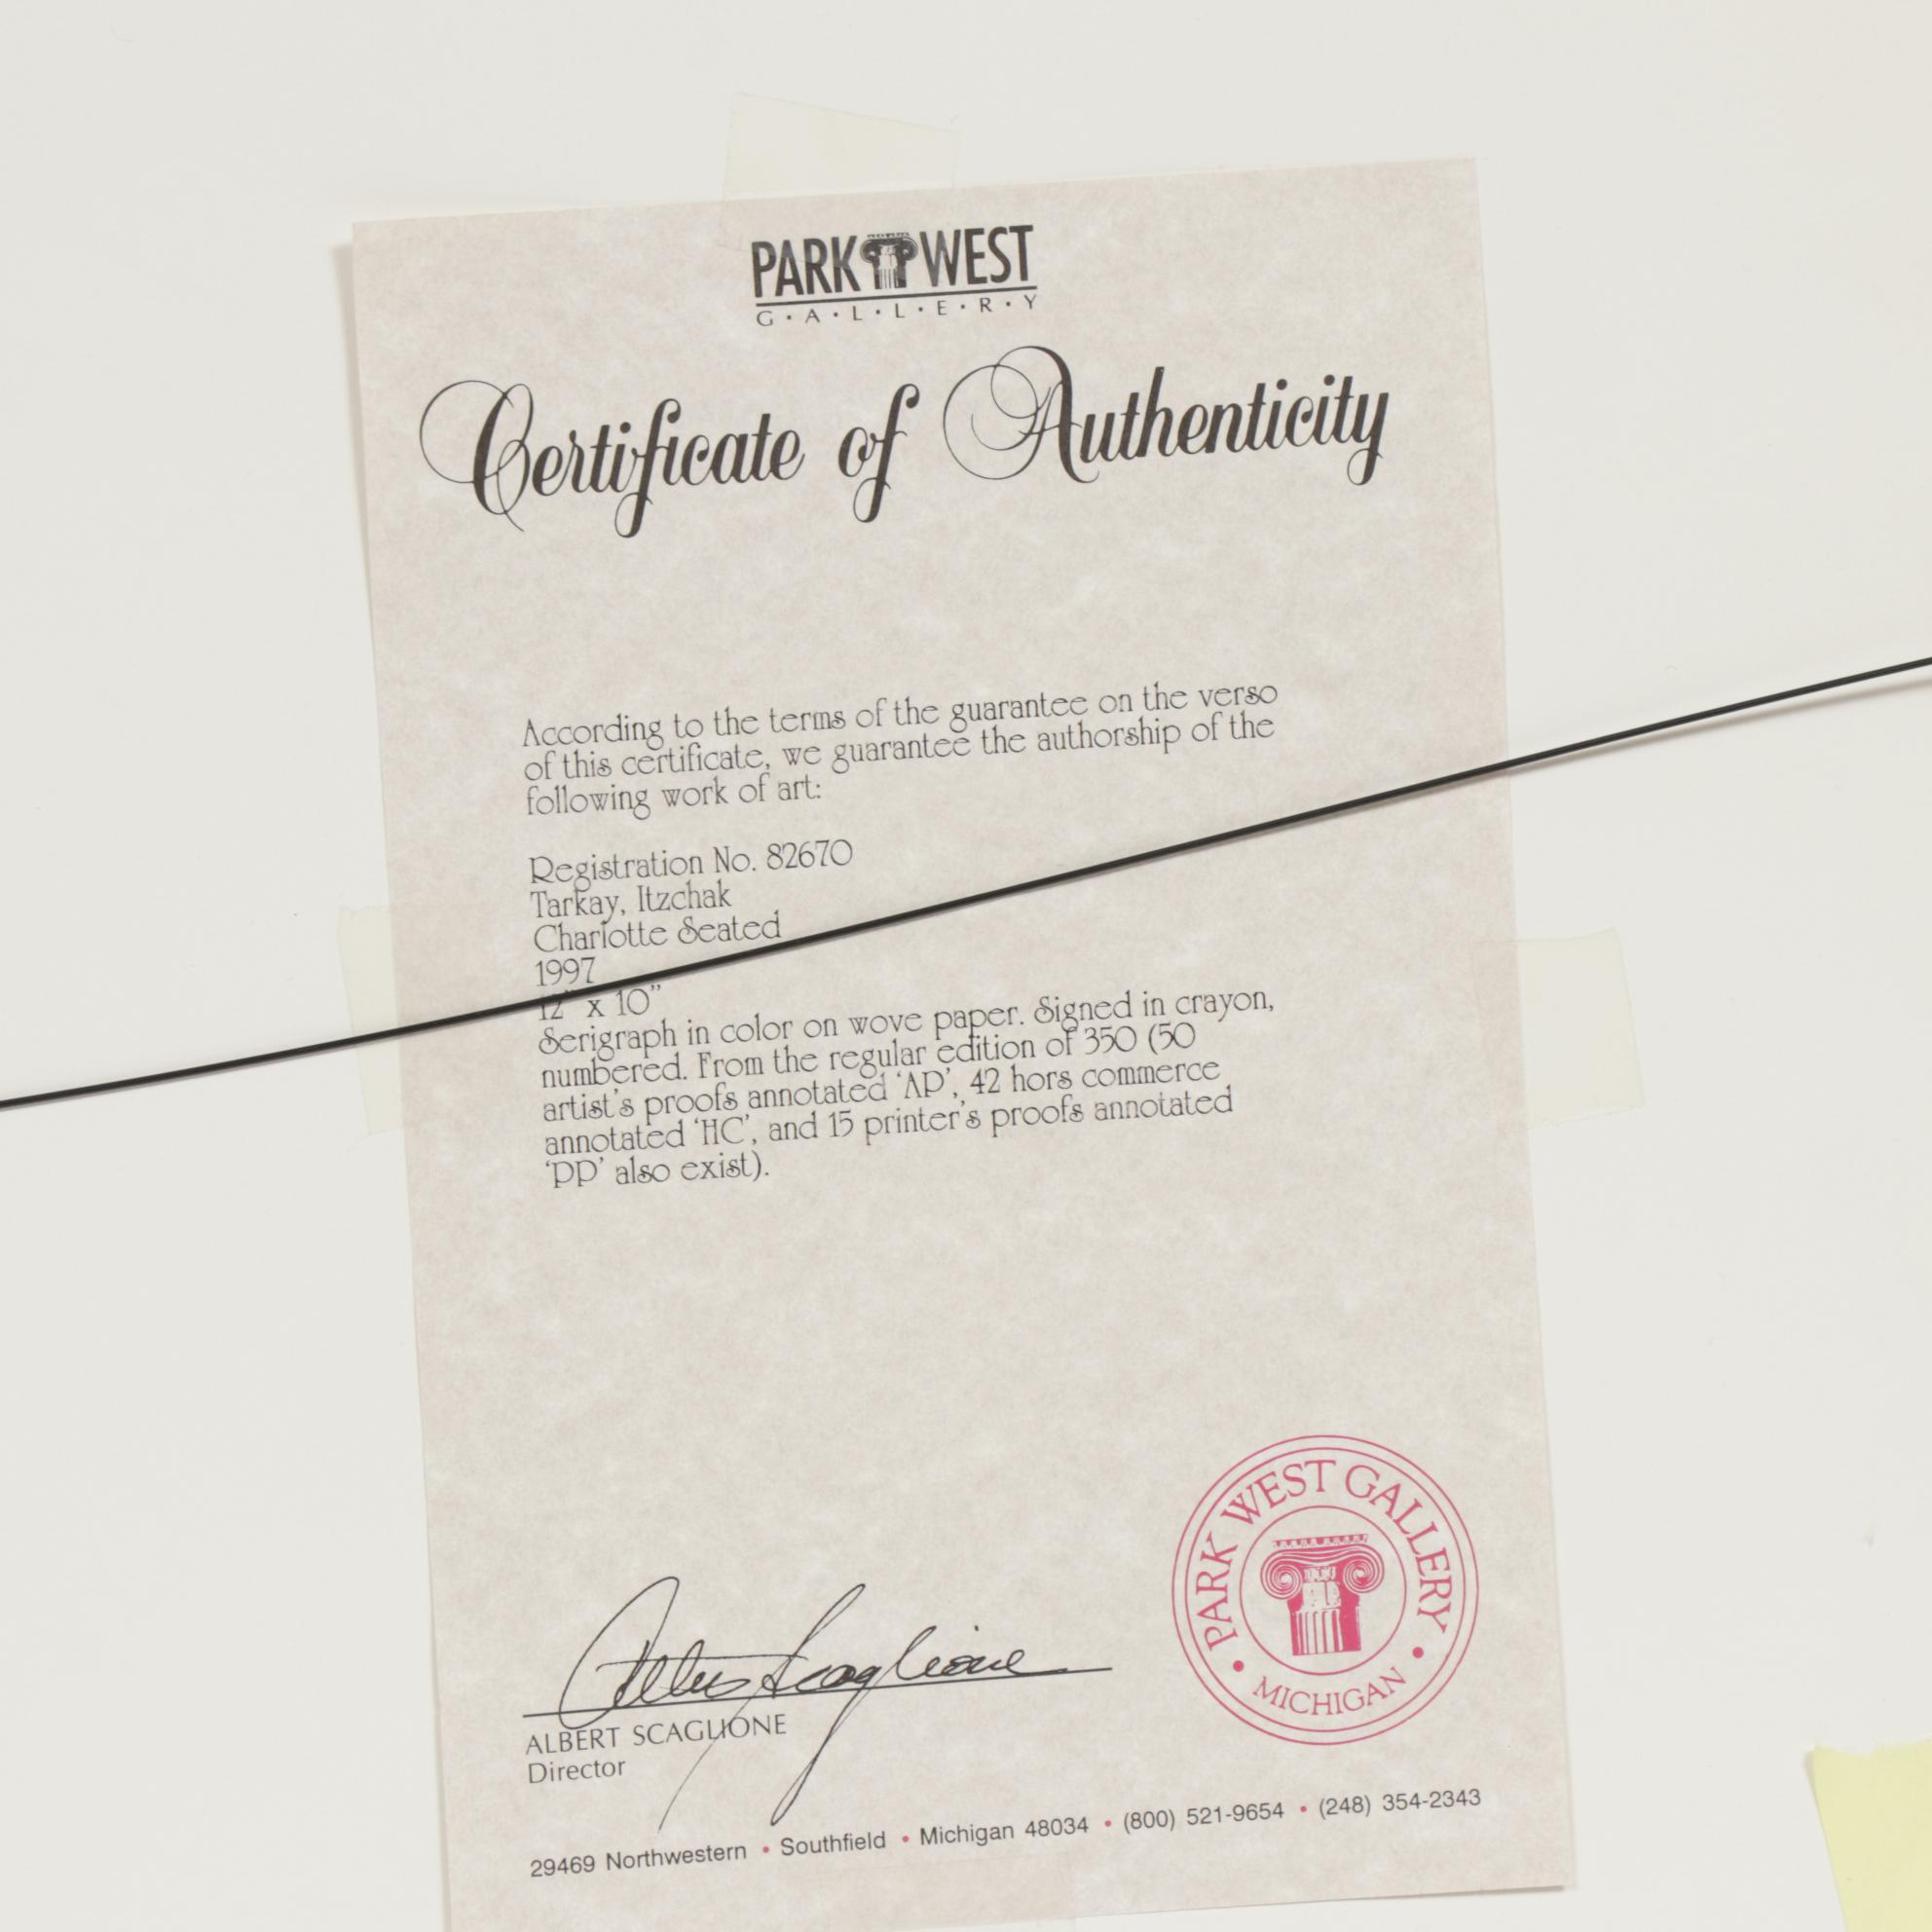 PARK WEST
G·A·L·L·E·R·Y
Certificate of Authenticity
According to the terms of the guarantee on the verso
of this certificate, we guarantee the authorship of the
following work of art:
Registration No. 82670
Tarkay, Itzchak
Charlotte Seated
1997
12" x 10"
Serigraph in color on wove paper. Signed in crayon,
numbered. From the regular edition of 350 (50
artist's proofs annotated 'AP', 42 hors commerce
annotated 'HC', and 15 printer's proofs annotated
'PP' also exist).
PARK WEST GALLERY
• MICHIGAN •
Albert Scaglione
ALBERT SCAGLIONE
Director
29469 Northwestern • Southfield • Michigan 48034 • (800) 521-9654 • (248) 354-2343